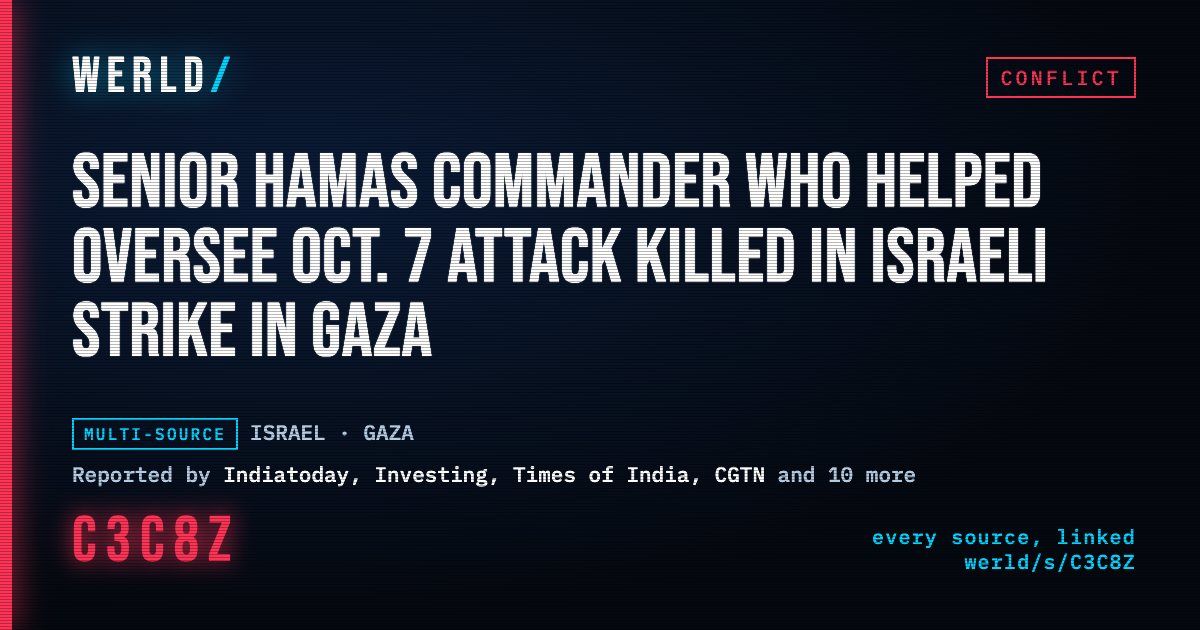 WERLD/
CONFLICT
SENIOR HAMAS COMMANDER WHO HELPED
OVERSEE OCT. 7 ATTACK KILLED IN ISRAELI
STRIKE IN GAZA
MULTI-SOURCE ISRAEL · GAZA
Reported by Indiatoday, Investing, Times of India, CGTN and 10 more
C3C8Z
every source, linked
werld/s/C3C8Z